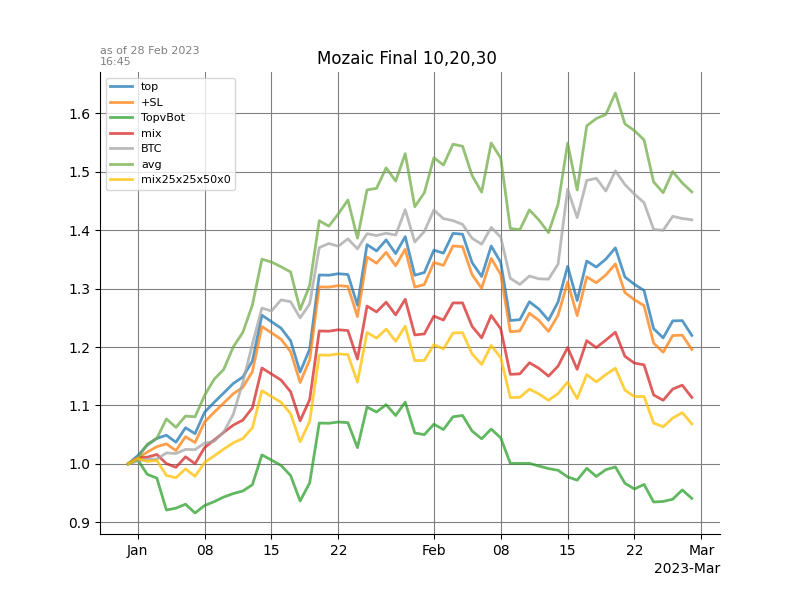 as of 28 Feb 2023
16:45
Mozaic Final 10,20,30
top
+SL
TopvBot
mix
BTC
avg
mix25x25x50x0
1.6
1.5
1.4
1.3
1.2
1.1
1.0
0.9
Jan 08 15 22 Feb 08 15 22 Mar
2023-Mar